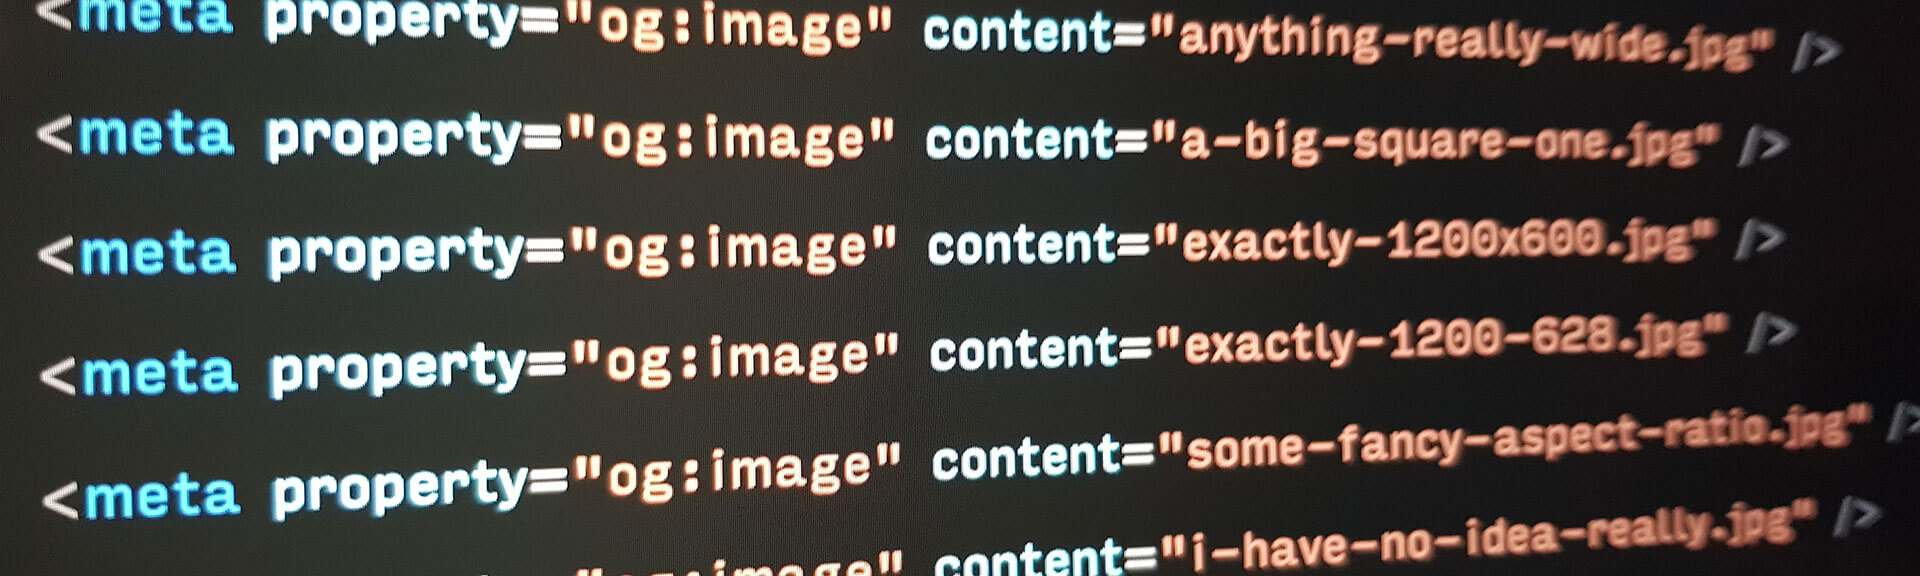 <meta property="og:image" content="anything-really-wide.jpg" />
<meta property="og:image" content="a-big-square-one.jpg" />
<meta property="og:image" content="exactly-1200x600.jpg" />
<meta property="og:image" content="exactly-1200-628.jpg" />
<meta property="og:image" content="some-fancy-aspect-ratio.jpg" />
"og:image" content="i-have-no-idea-really.jpg" />